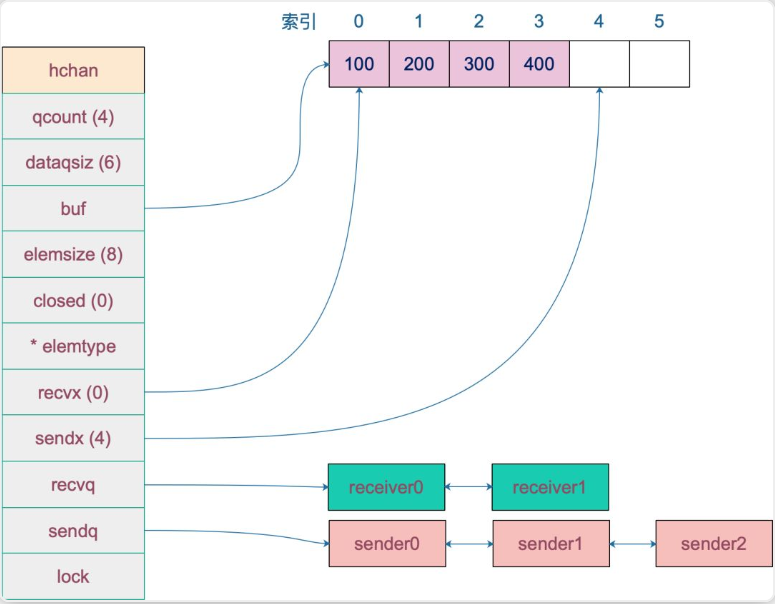 索引 0 1 2 3 4 5
100 200 300 400
hchan
qcount (4)
dataqsiz (6)
buf
elemsize (8)
closed (0)
* elemtype
recvx (0)
sendx (4)
recvq
receiver0 receiver1
sendq
sender0 sender1 sender2
lock